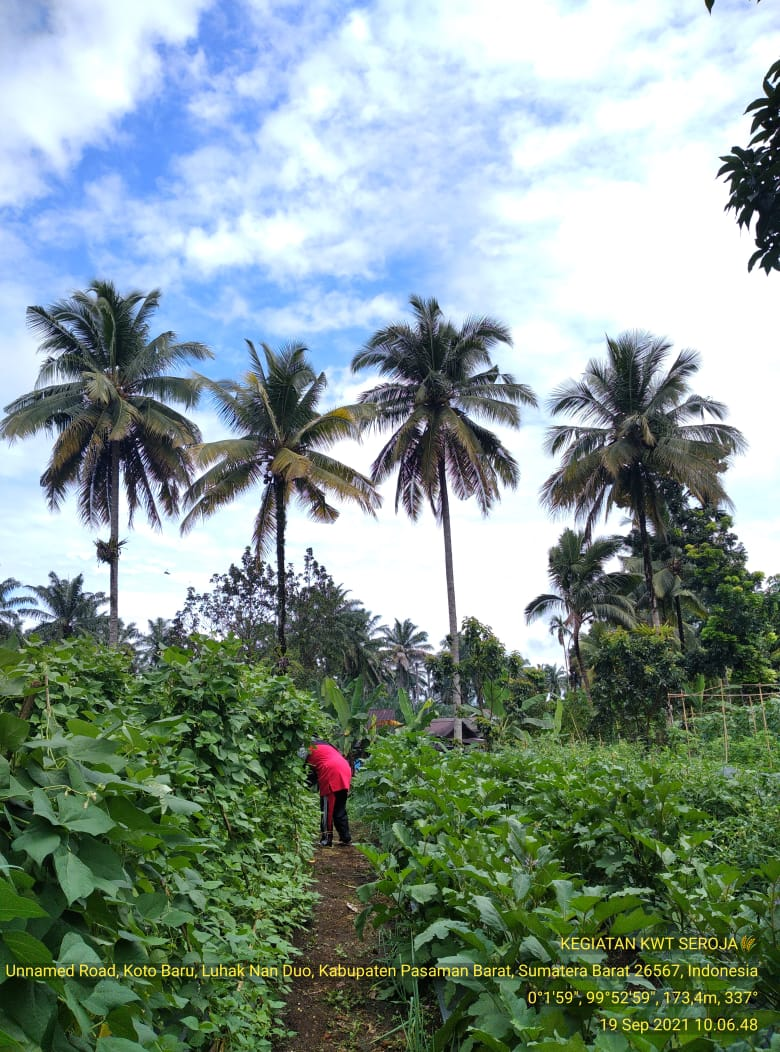 KEGIATAN KWT SEROJA🌾
Unnamed Road, Koto Baru, Luhak Nan Duo, Kabupaten Pasaman Barat, Sumatera Barat 26567, Indonesia
0°1'59", 99°52'59", 173,4m, 337°
19 Sep 2021 10.06.48